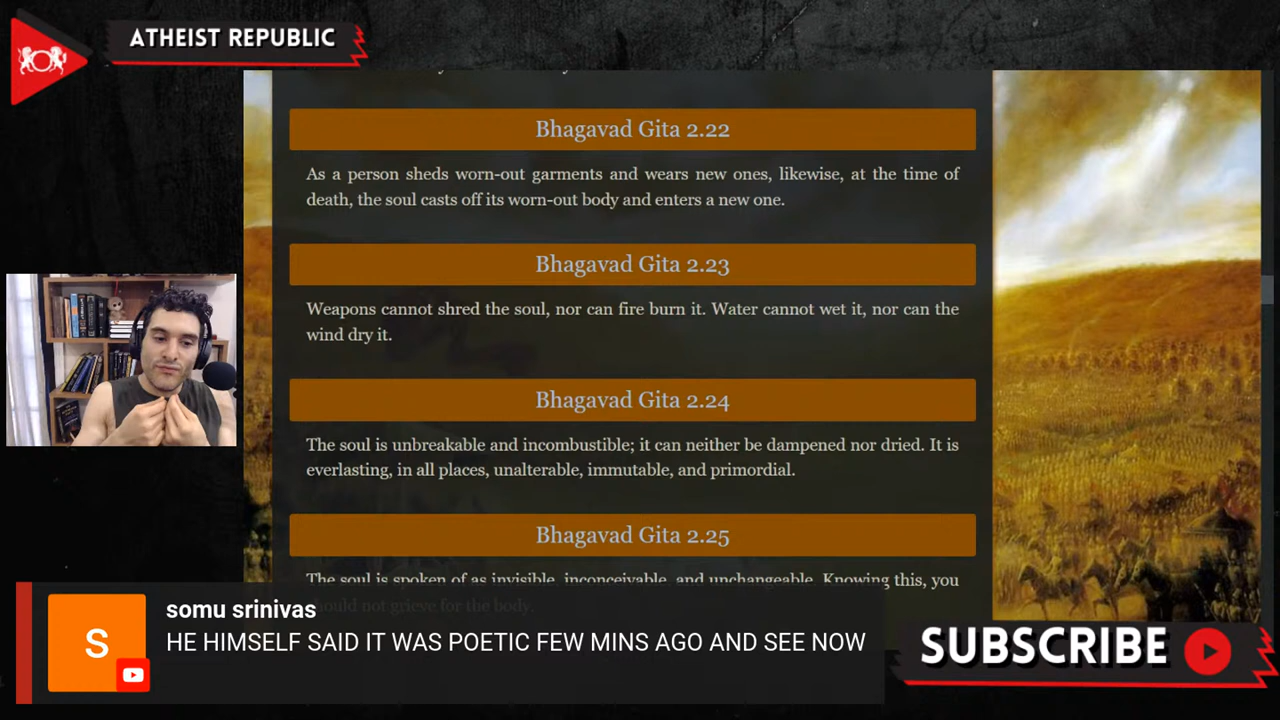 ATHEIST REPUBLIC
Bhagavad Gita 2.22
As a person sheds worn-out garments and wears new ones, likewise, at the time of
death, the soul casts off its worn-out body and enters a new one.
Bhagavad Gita 2.23
Weapons cannot shred the soul, nor can fire burn it. Water cannot wet it, nor can the
wind dry it.
Bhagavad Gita 2.24
The soul is unbreakable and incombustible; it can neither be dampened nor dried. It is
everlasting, in all places, unalterable, immutable, and primordial.
Bhagavad Gita 2.25
The soul is spoken of as invisible, inconceivable, and unchangeable. Knowing this, you
should not grieve for the body.
S
somu srinivas
HE HIMSELF SAID IT WAS POETIC FEW MINS AGO AND SEE NOW
SUBSCRIBE